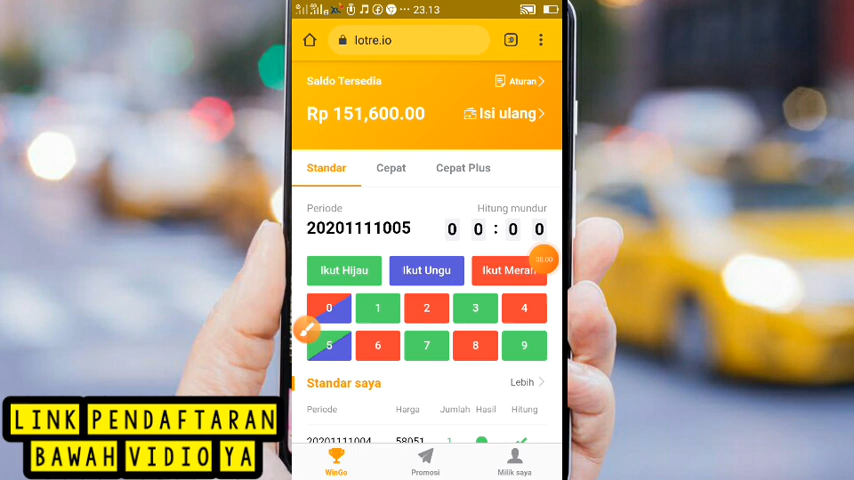 23.13
lotre.io
Saldo Tersedia
Aturan
Rp 151,600.00
Isi ulang
Standar Cepat Cepat Plus
Periode Hitung mundur
20201111005 0 0 : 0 0
Ikut Hijau Ikut Ungu Ikut Merah
0 1 2 3 4
5 6 7 8 9
Standar saya Lebih
Periode Harga Jumlah Hasil Hitung
20201111004 58051 1
WinGo Promosi Milik saya
LINK PENDAFTARAN
BAWAH VIDIO YA